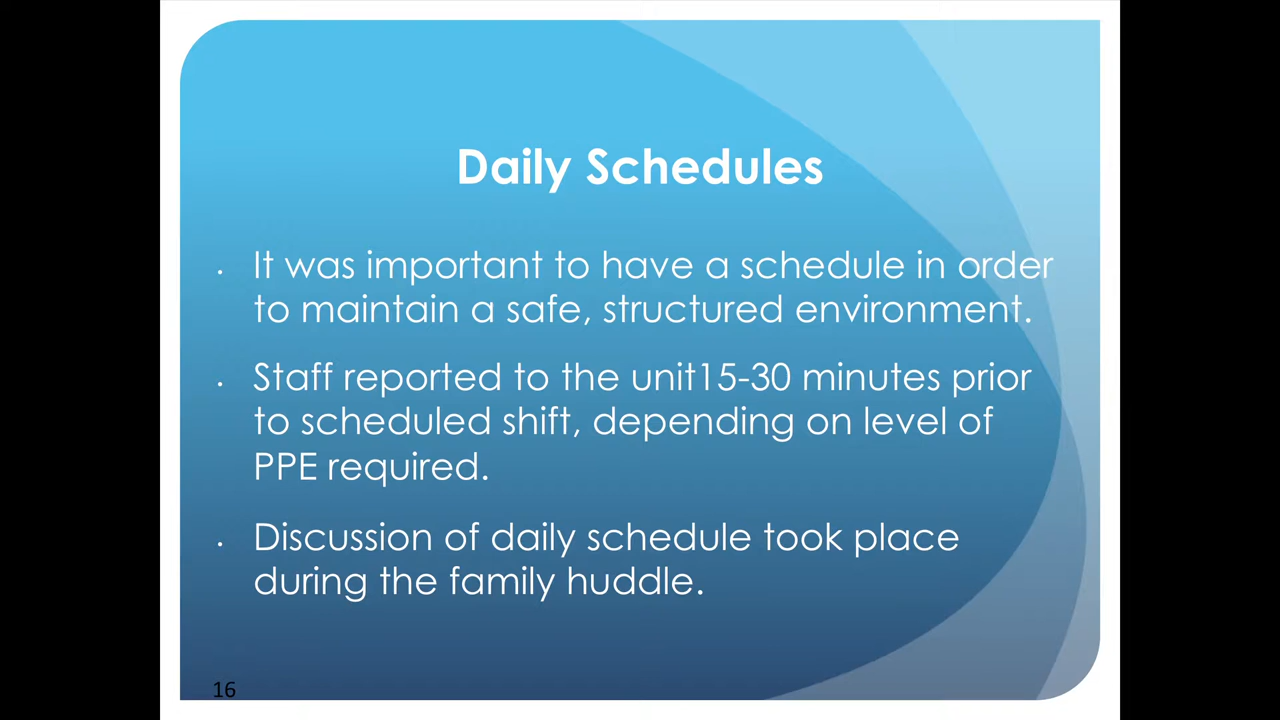 Daily Schedules
• It was important to have a schedule in order
to maintain a safe, structured environment.
• Staff reported to the unit15-30 minutes prior
to scheduled shift, depending on level of
PPE required.
• Discussion of daily schedule took place
during the family huddle.
16